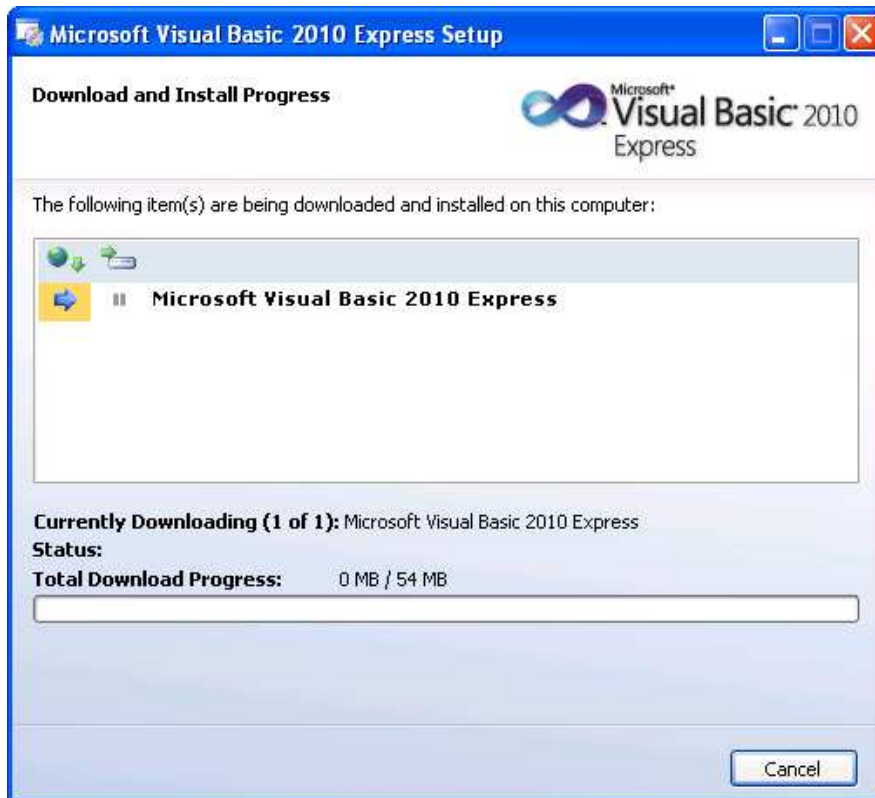 Microsoft Visual Basic 2010 Express Setup
Download and Install Progress
Microsoft®
Visual Basic® 2010
Express
The following item(s) are being downloaded and installed on this computer:
Microsoft Visual Basic 2010 Express
Currently Downloading (1 of 1): Microsoft Visual Basic 2010 Express
Status:
Total Download Progress: 0 MB / 54 MB
Cancel